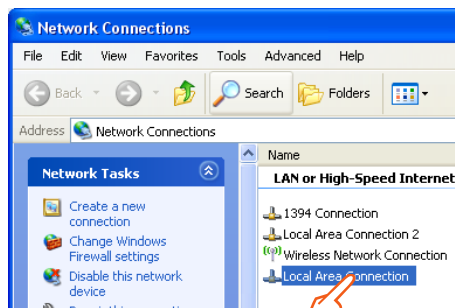 Network Connections
File Edit View Favorites Tools Advanced Help
Back Search Folders
Address Network Connections
Name
Network Tasks
LAN or High-Speed Internet
Create a new
connection
1394 Connection
Local Area Connection 2
Change Windows
Firewall settings
Wireless Network Connection
Disable this network
device
Local Area Connection